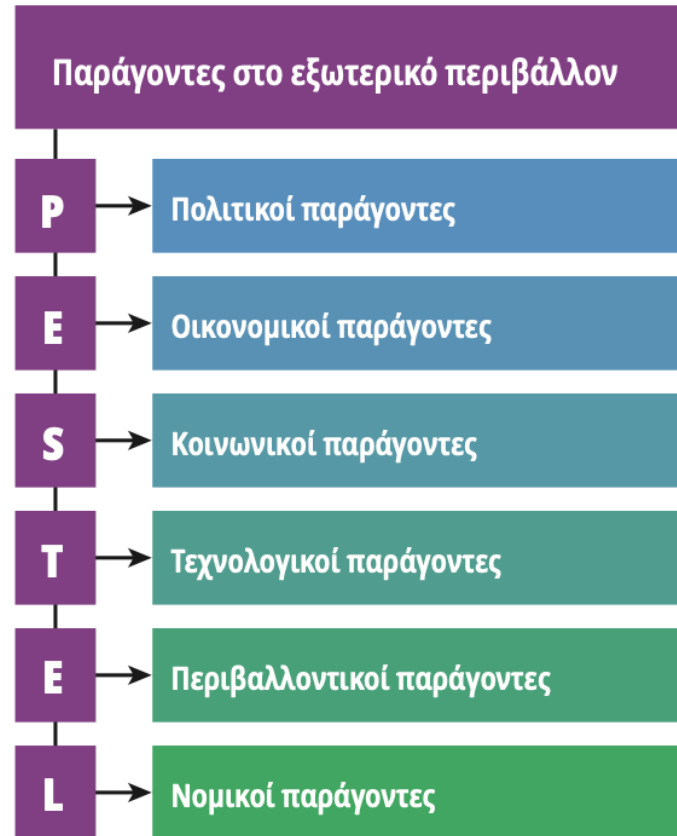 Παράγοντες στο εξωτερικό περιβάλλον
P
Πολιτικοί παράγοντες
E
Οικονομικοί παράγοντες
S
Κοινωνικοί παράγοντες
T
Τεχνολογικοί παράγοντες
E
Περιβαλλοντικοί παράγοντες
L
Νομικοί παράγοντες